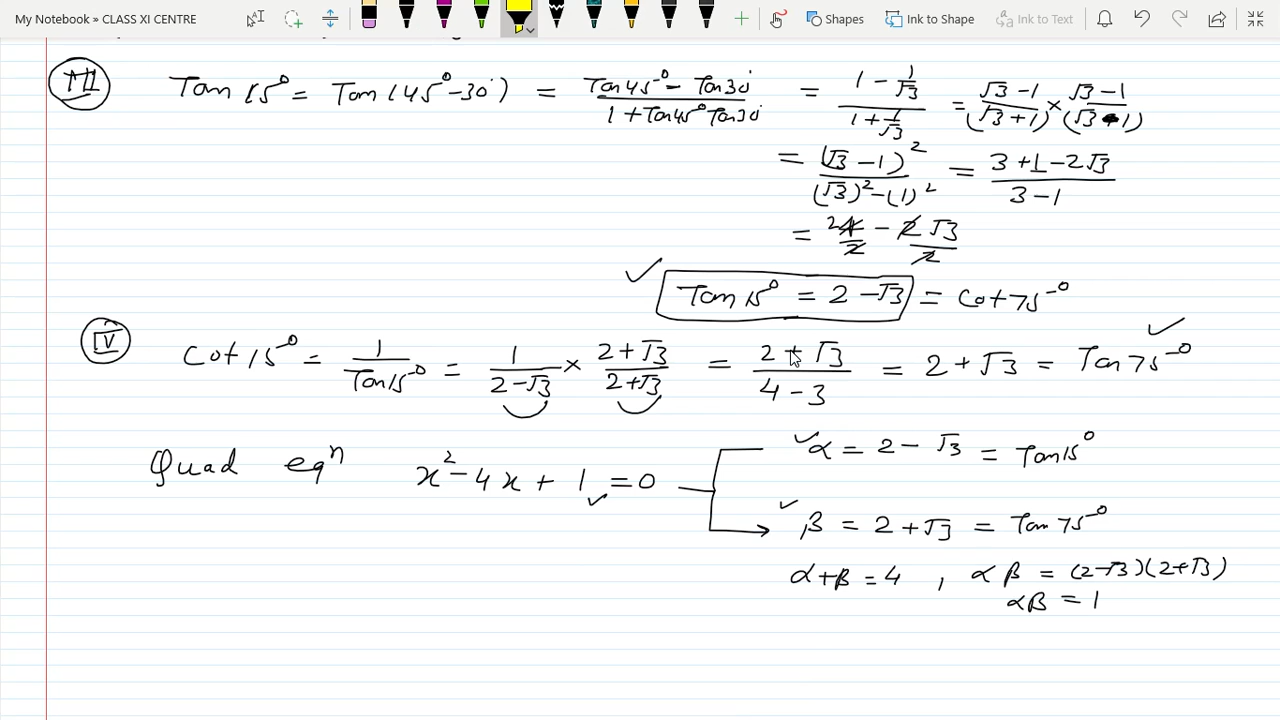 My Notebook » CLASS XI CENTRE Shapes Ink to Shape Ink to Text
III Tan 15° = Tan (45° - 30°) = (Tan 45° - Tan 30°)/(1 + Tan 45° Tan 30°) = (1 - 1/√3)/(1 + 1/√3) = (√3 - 1)/(√3 + 1) × (√3 - 1)/(√3 - 1)
= (√3 - 1)²/((√3)² - (1)²) = (3 + 1 - 2√3)/(3 - 1)
= 4/2 - 2√3/2
Tan 15° = 2 - √3 = Cot 75°
IV Cot 15° = 1/Tan 15° = 1/(2 - √3) × (2 + √3)/(2 + √3) = (2 + √3)/(4 - 3) = 2 + √3 = Tan 75°
Quad eqn x² - 4x + 1 = 0
α = 2 - √3 = Tan 15°
β = 2 + √3 = Tan 75°
α + β = 4 , αβ = (2 - √3)(2 + √3)
αβ = 1